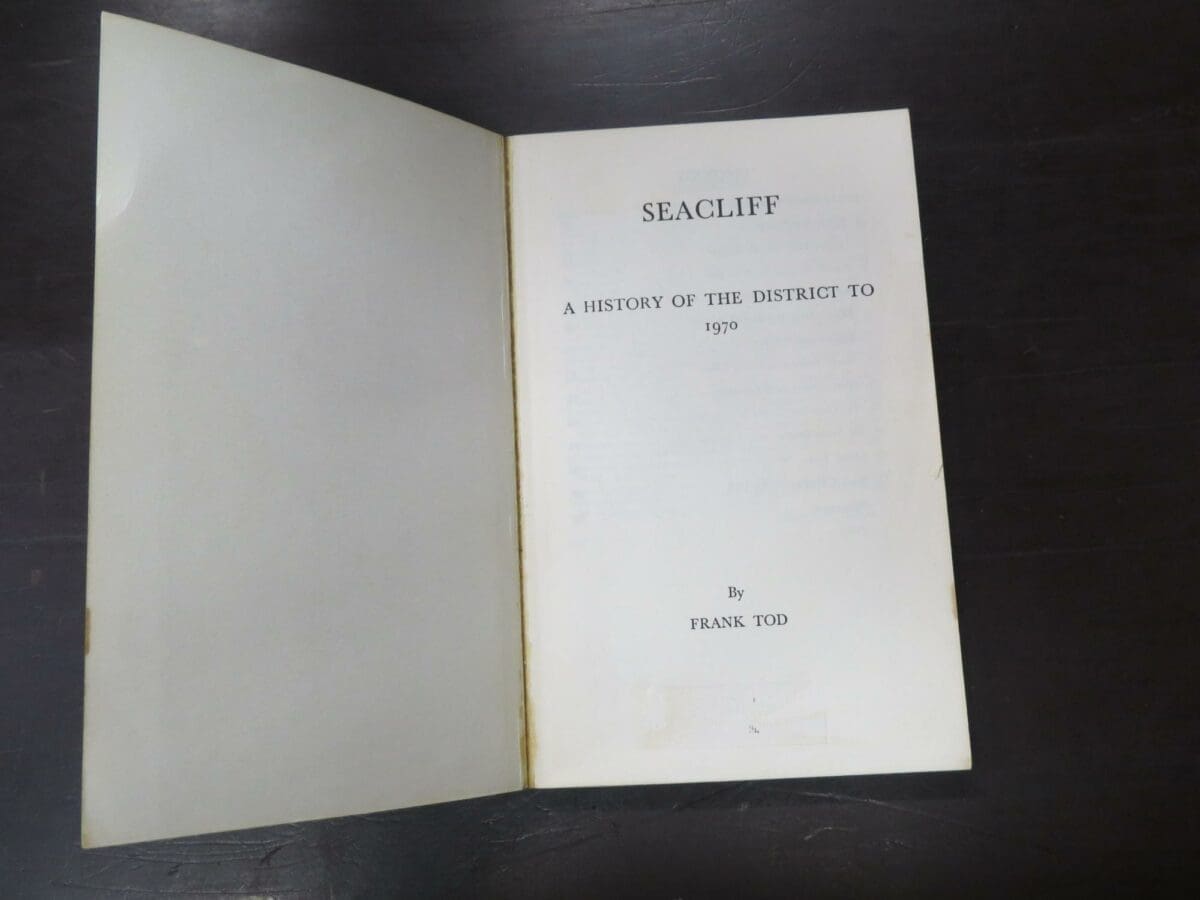 SEACLIFF
A HISTORY OF THE DISTRICT TO
1970
By
FRANK TOD